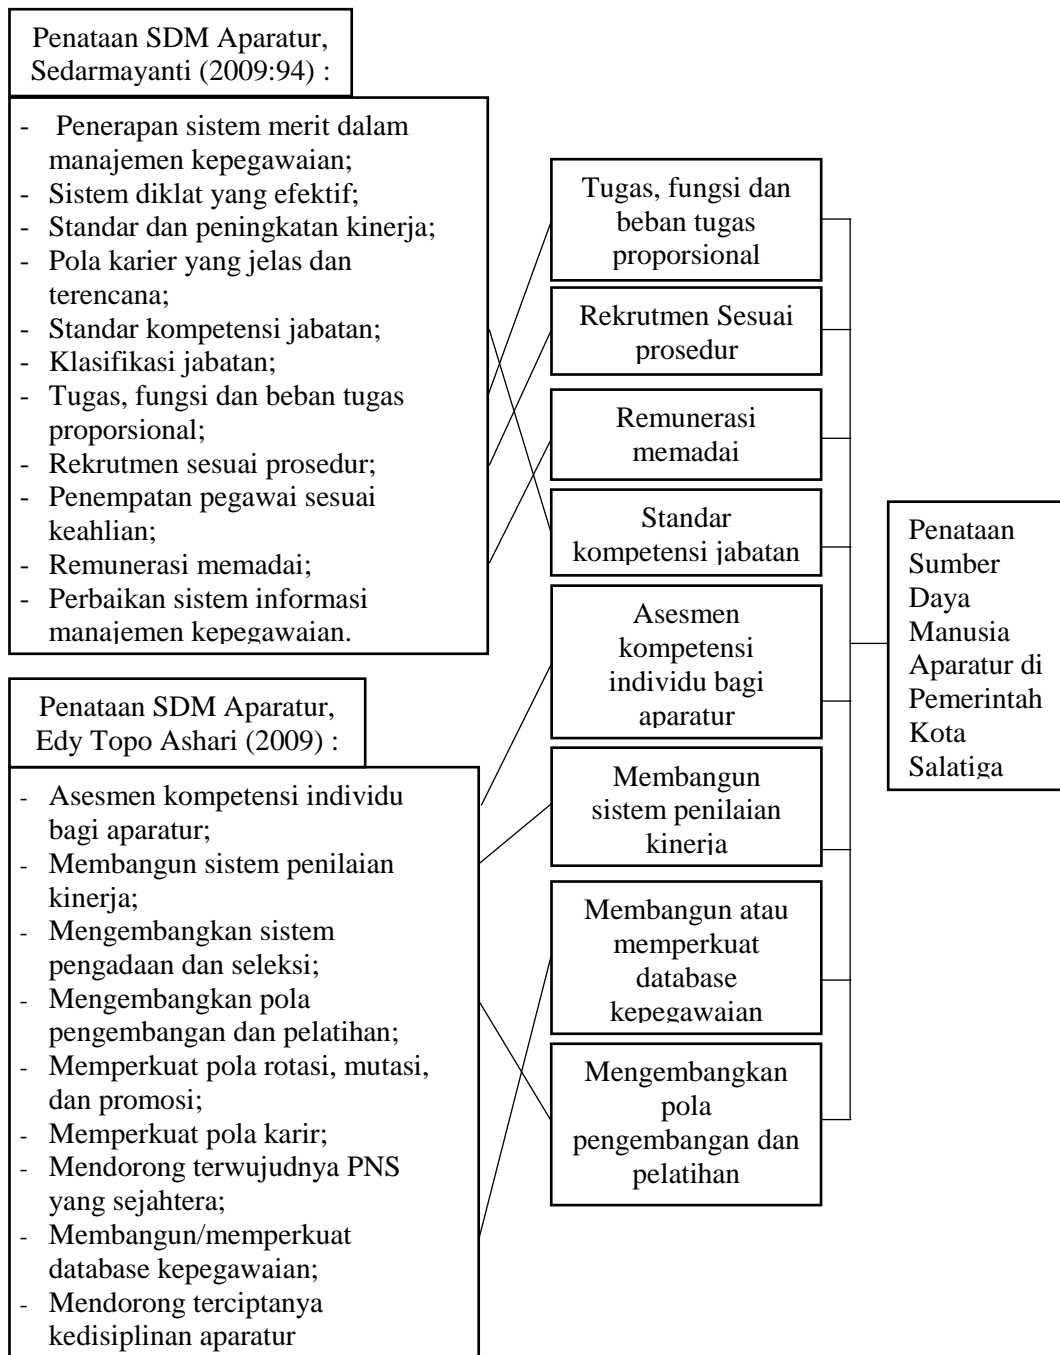 Penataan SDM Aparatur,
Sedarmayanti (2009:94) :
- Penerapan sistem merit dalam
manajemen kepegawaian;
- Sistem diklat yang efektif;
- Standar dan peningkatan kinerja;
- Pola karier yang jelas dan
terencana;
- Standar kompetensi jabatan;
- Klasifikasi jabatan;
- Tugas, fungsi dan beban tugas
proporsional;
- Rekrutmen sesuai prosedur;
- Penempatan pegawai sesuai
keahlian;
- Remunerasi memadai;
- Perbaikan sistem informasi
manajemen kepegawaian.
Penataan SDM Aparatur,
Edy Topo Ashari (2009) :
- Asesmen kompetensi individu
bagi aparatur;
- Membangun sistem penilaian
kinerja;
- Mengembangkan sistem
pengadaan dan seleksi;
- Mengembangkan pola
pengembangan dan pelatihan;
- Memperkuat pola rotasi, mutasi,
dan promosi;
- Memperkuat pola karir;
- Mendorong terwujudnya PNS
yang sejahtera;
- Membangun/memperkuat
database kepegawaian;
- Mendorong terciptanya
kedisiplinan aparatur
Tugas, fungsi dan
beban tugas
proporsional
Rekrutmen Sesuai
prosedur
Remunerasi
memadai
Standar
kompetensi jabatan
Asesmen
kompetensi
individu bagi
aparatur
Membangun
sistem penilaian
kinerja
Membangun atau
memperkuat
database
kepegawaian
Mengembangkan
pola
pengembangan dan
pelatihan
Penataan
Sumber
Daya
Manusia
Aparatur di
Pemerintah
Kota
Salatiga